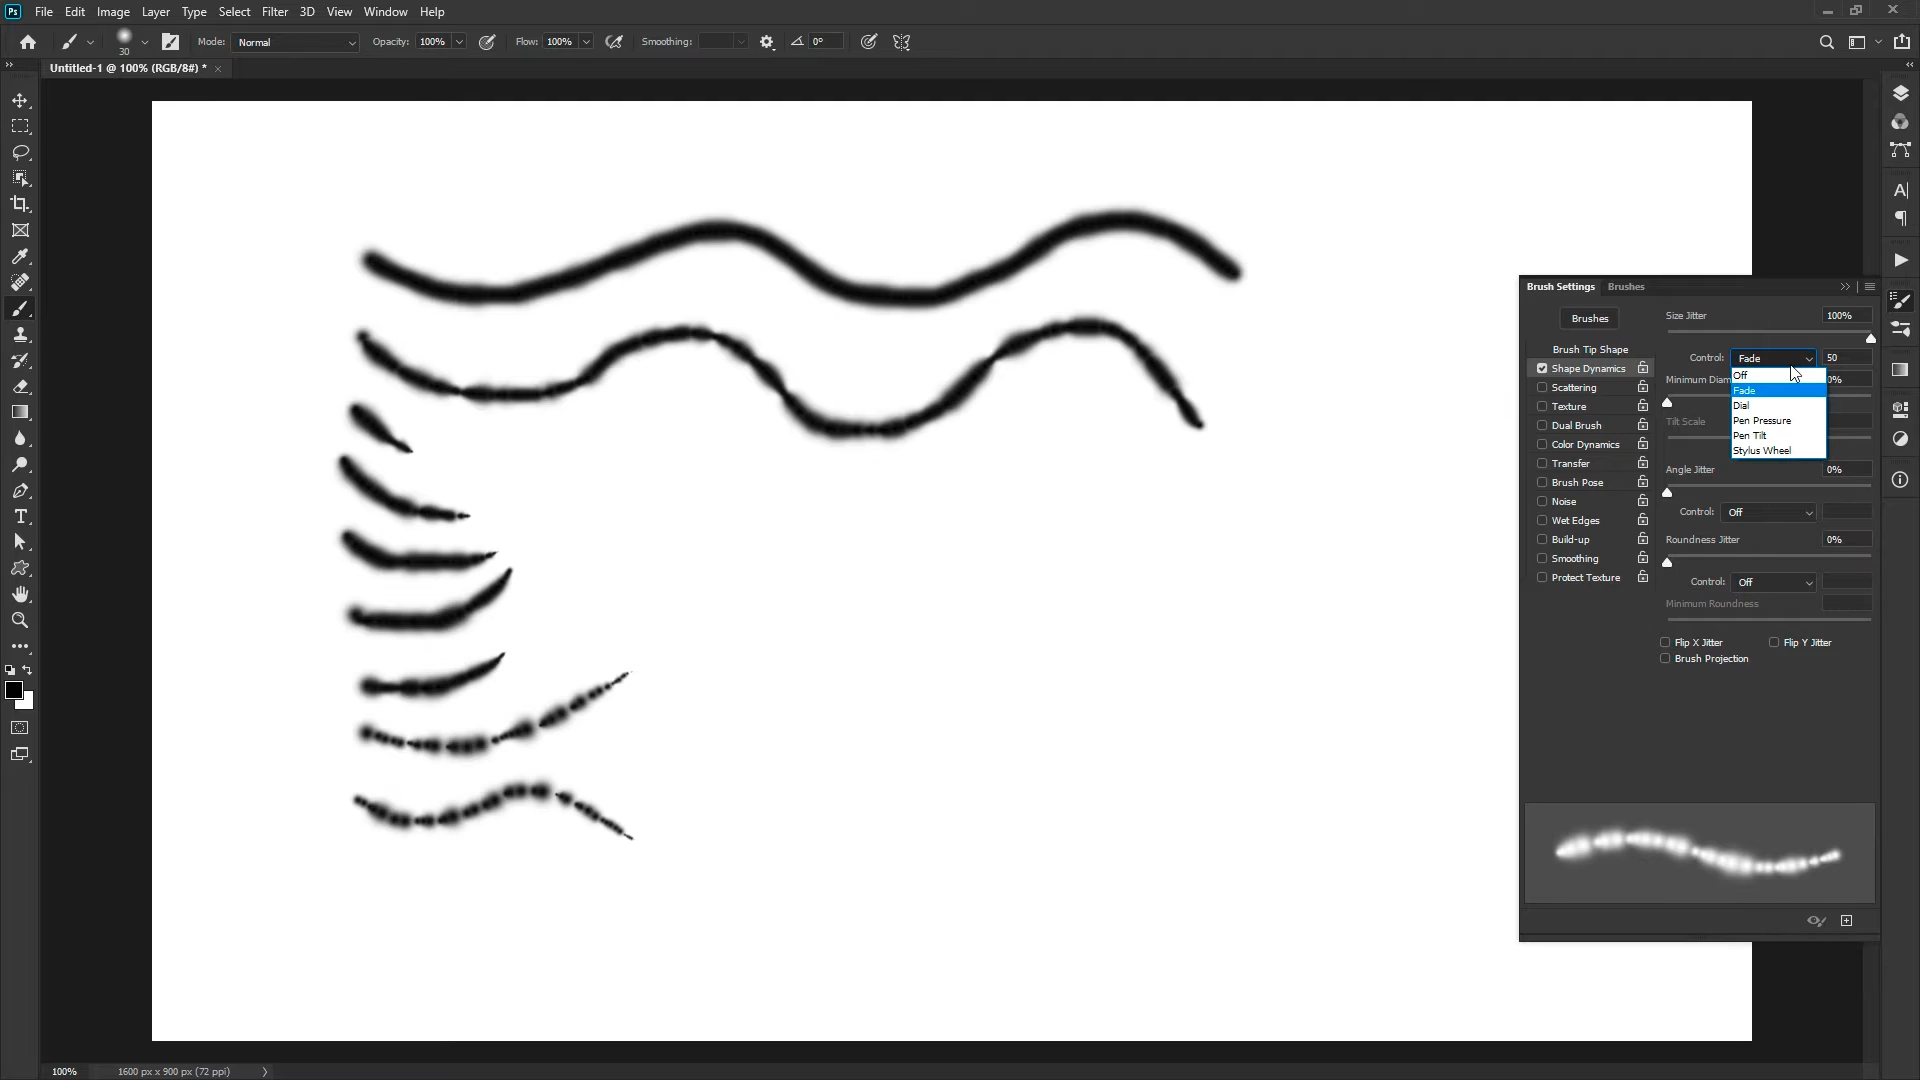 Ps File Edit Image Layer Type Select Filter 3D View Window Help
30 Mode: Normal Opacity: 100% Flow: 100% Smoothing: 0°
Untitled-1 @ 100% (RGB/8#) * ×
Brush Settings Brushes
Brushes Size Jitter 100%
Brush Tip Shape Control: Fade 50
Shape Dynamics Off
Minimum Diam 0%
Scattering Fade
Texture Dial
Tilt Scale Pen Pressure
Dual Brush Pen Tilt
Color Dynamics Stylus Wheel
Transfer Angle Jitter 0%
Brush Pose
Noise Control: Off
Wet Edges
Build-up Roundness Jitter 0%
Smoothing
Protect Texture Control: Off
Minimum Roundness
Flip X Jitter Flip Y Jitter
Brush Projection
100% 1600 px x 900 px (72 ppi)